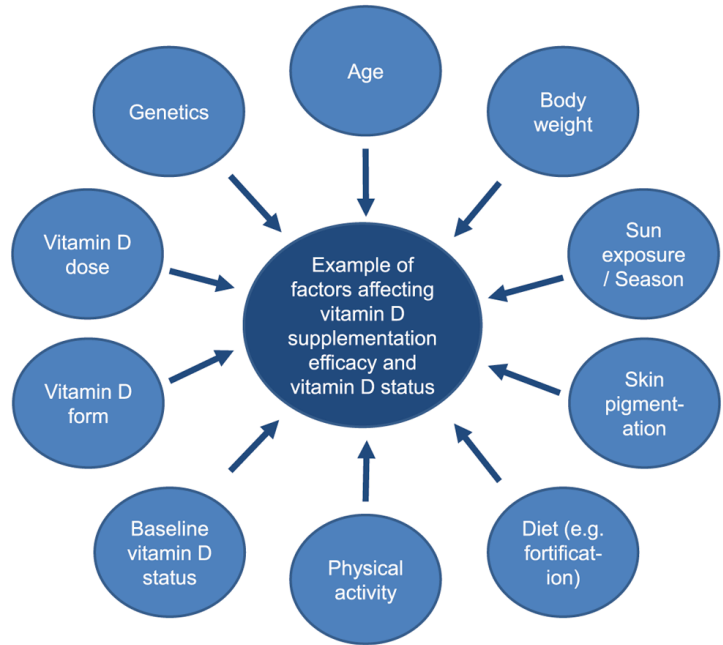 Age
Body
weight
Sun
exposure
/ Season
Skin
pigment-
ation
Diet (e.g.
fortificat-
ion)
Physical
activity
Baseline
vitamin D
status
Vitamin D
form
Vitamin D
dose
Genetics
Example of
factors affecting
vitamin D
supplementation
efficacy and
vitamin D status